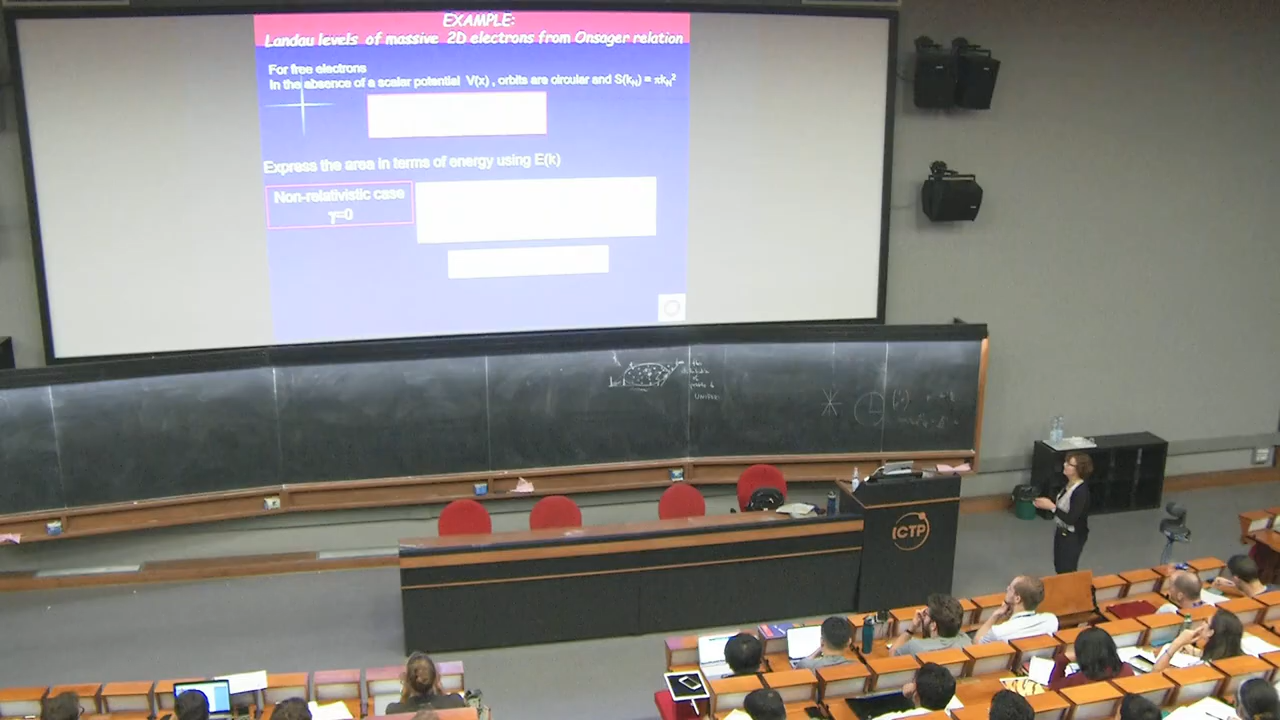 EXAMPLE:
Landau levels of massive 2D electrons from Onsager relation
For free electrons
In the absence of a scalar potential V(x) , orbits are circular and S(kₙ) = πkₙ²
Express the area in terms of energy using E(k)
Non-relativistic case
γ=0
ICTP